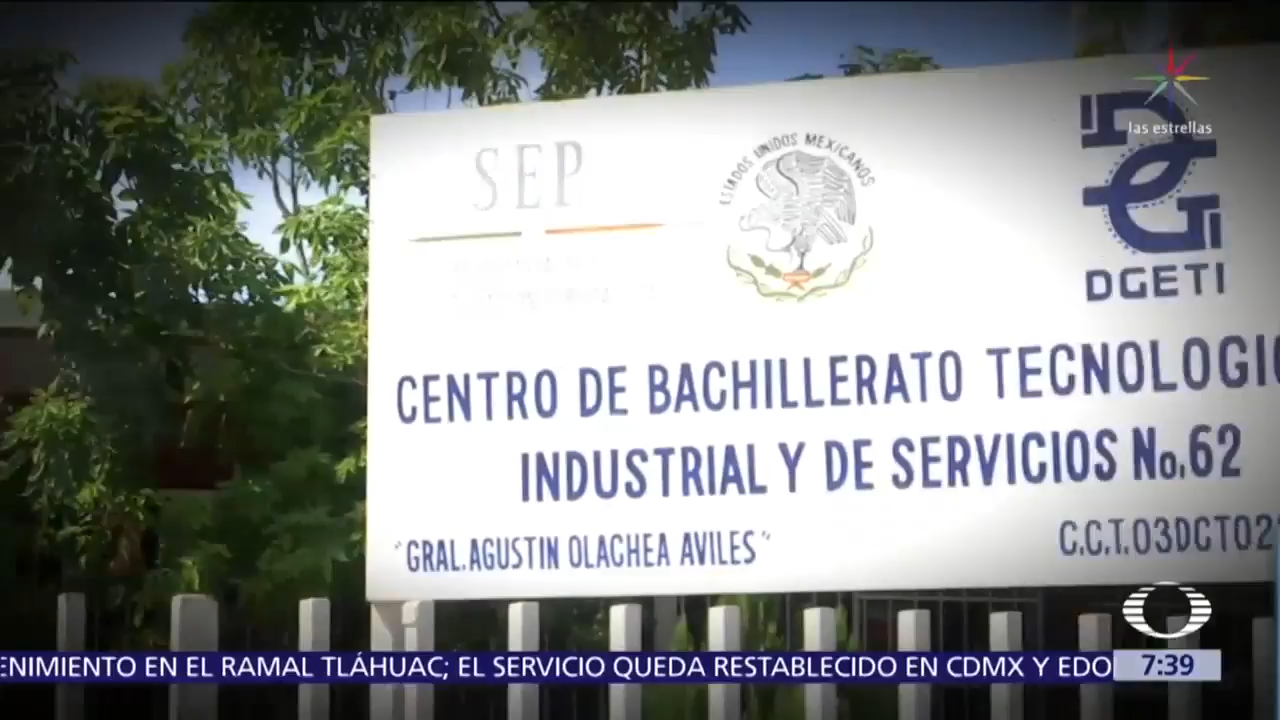 las estrellas
SEP
ESTADOS UNIDOS MEXICANOS
DGETI
CENTRO DE BACHILLERATO TECNOLOGIC
INDUSTRIAL Y DE SERVICIOS No.62
"GRAL.AGUSTIN OLACHEA AVILES"
C.C.T.03DCT02
ENIMIENTO EN EL RAMAL TLÁHUAC; EL SERVICIO QUEDA RESTABLECIDO EN CDMX Y EDO
7:39